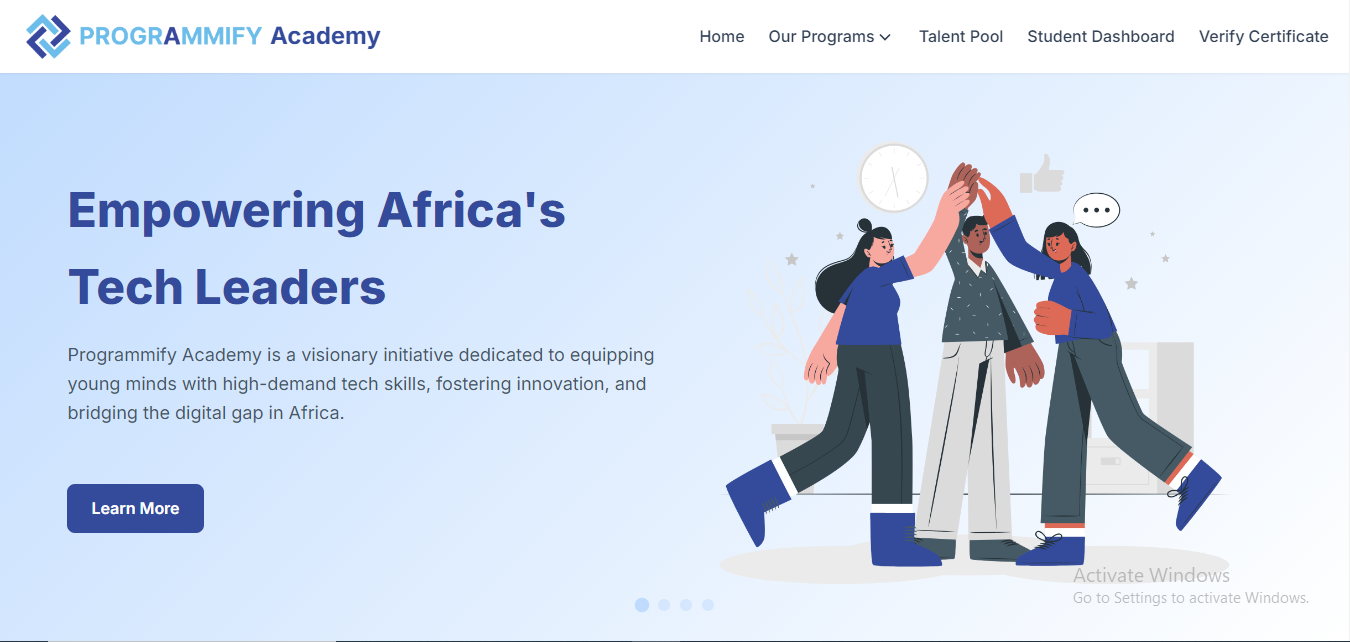 PROGRAMMIFY Academy
Home Our Programs Talent Pool Student Dashboard Verify Certificate
Empowering Africa's
Tech Leaders
Programmify Academy is a visionary initiative dedicated to equipping
young minds with high-demand tech skills, fostering innovation, and
bridging the digital gap in Africa.
Learn More
Activate Windows
Go to Settings to activate Windows.